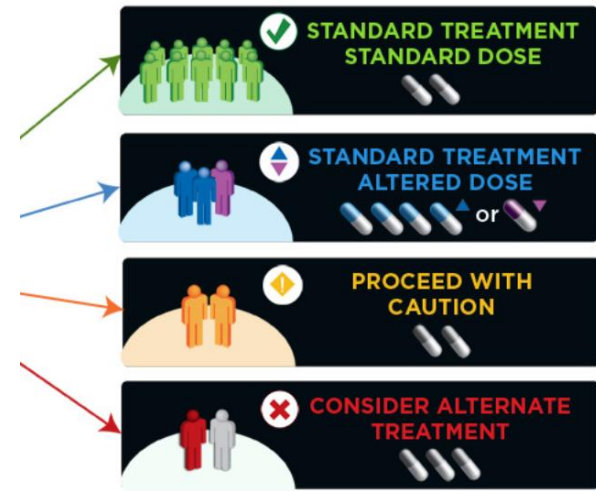 STANDARD TREATMENT
STANDARD DOSE
STANDARD TREATMENT
ALTERED DOSE
or
PROCEED WITH
CAUTION
CONSIDER ALTERNATE
TREATMENT